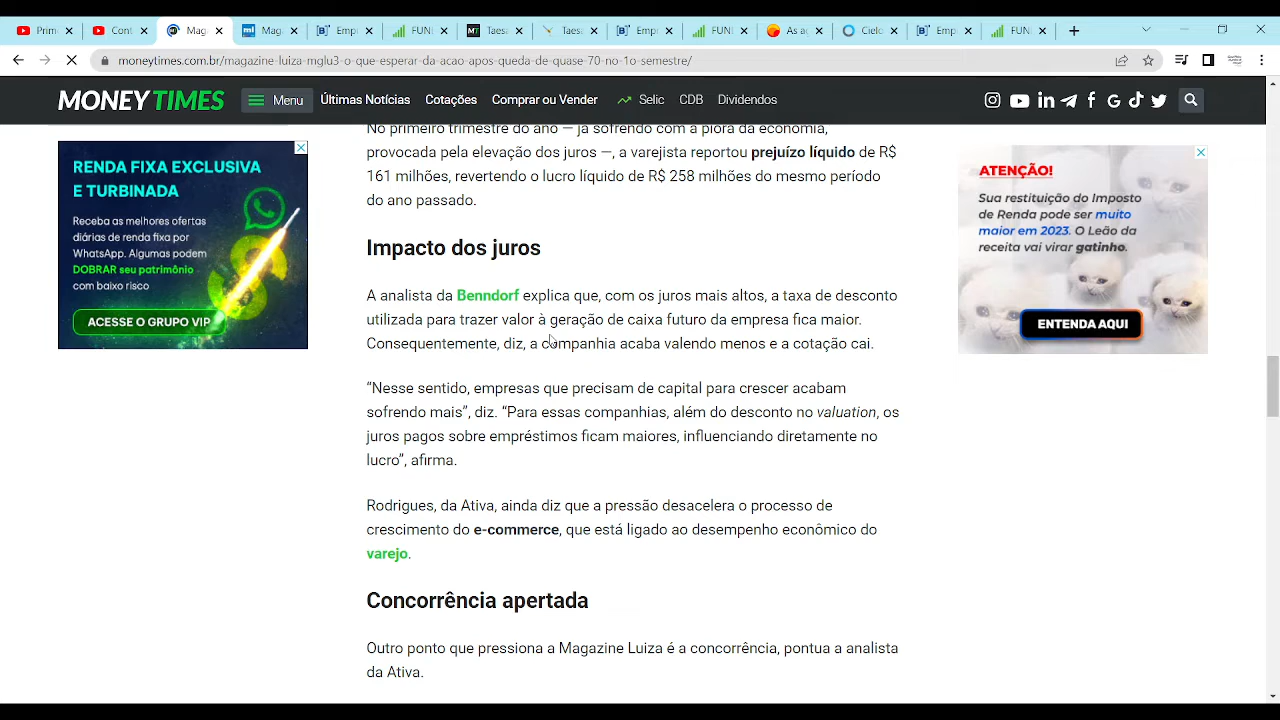 Prim
Cont
Mag
Mag
Empr
FUNI
Taesa
Taesa
Empr
FUNI
As aç
Cielo
Empr
FUNI
moneytimes.com.br/magazine-luiza-mglu3-o-que-esperar-da-acao-apos-queda-de-quase-70-no-1o-semestre/
MONEYTIMES
Menu
Últimas Notícias
Cotações
Comprar ou Vender
Selic
CDB
Dividendos
RENDA FIXA EXCLUSIVA
E TURBINADA
Receba as melhores ofertas
diárias de renda fixa por
WhatsApp. Algumas podem
DOBRAR seu patrimônio
com baixo risco
ACESSE O GRUPO VIP
No primeiro trimestre do ano — já sofrendo com a piora da economia,
provocada pela elevação dos juros —, a varejista reportou prejuízo líquido de R$
161 milhões, revertendo o lucro líquido de R$ 258 milhões do mesmo período
do ano passado.
Impacto dos juros
A analista da Benndorf explica que, com os juros mais altos, a taxa de desconto
utilizada para trazer valor à geração de caixa futuro da empresa fica maior.
Consequentemente, diz, a companhia acaba valendo menos e a cotação cai.
“Nesse sentido, empresas que precisam de capital para crescer acabam
sofrendo mais”, diz. “Para essas companhias, além do desconto no valuation, os
juros pagos sobre empréstimos ficam maiores, influenciando diretamente no
lucro”, afirma.
Rodrigues, da Ativa, ainda diz que a pressão desacelera o processo de
crescimento do e-commerce, que está ligado ao desempenho econômico do
varejo.
Concorrência apertada
Outro ponto que pressiona a Magazine Luiza é a concorrência, pontua a analista
da Ativa.
ATENÇÃO!
Sua restituição do Imposto
de Renda pode ser muito
maior em 2023. O Leão da
receita vai virar gatinho.
ENTENDA AQUI